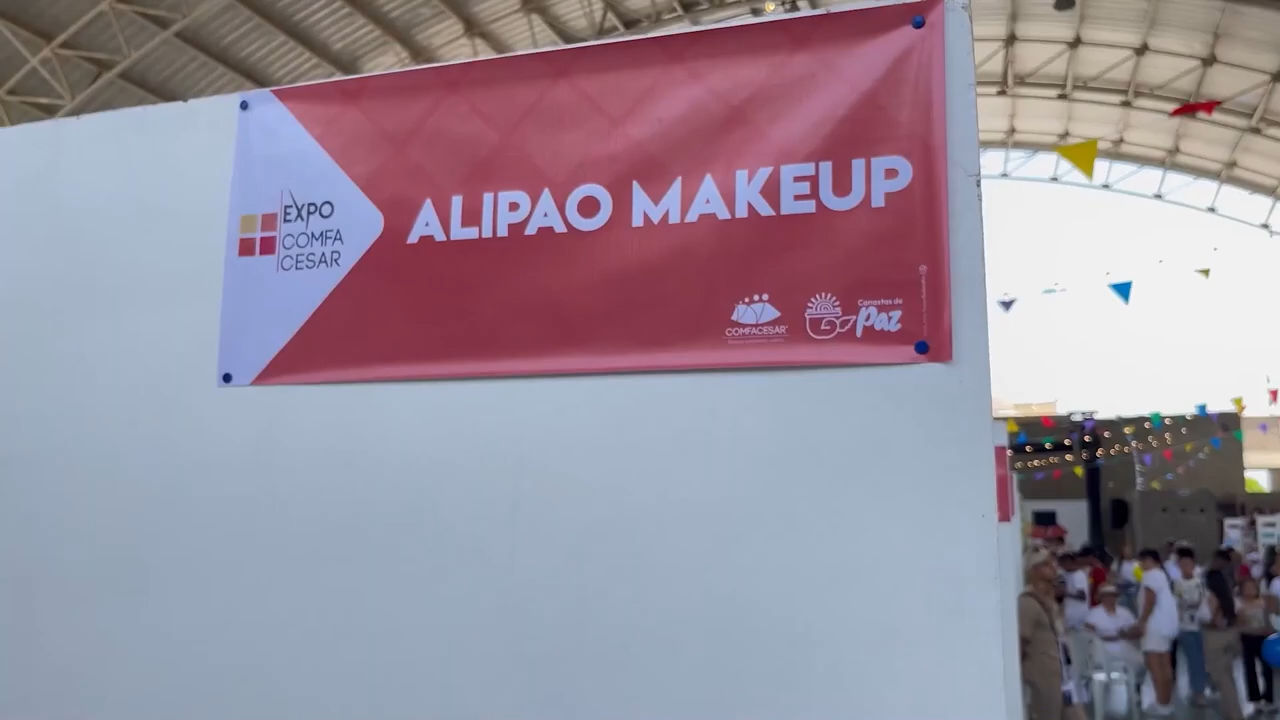 EXPO
COMFA
CESAR
ALIPAO MAKEUP
COMFACESAR
Canastas de
Paz